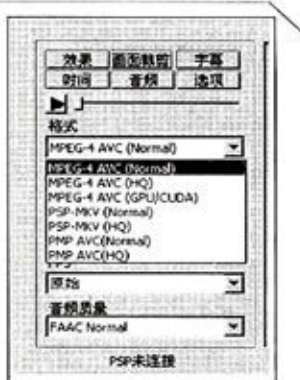 效果 画面裁剪 字幕
时间 音频 选项
格式
MPEG-4 AVC (Normal)
MPEG-4 AVC (Normal)
MPEG-4 AVC (HQ)
MPEG-4 AVC (GPU/CUDA)
PSP-MKV (Normal)
PSP-MKV (HQ)
PMP AVC(Normal)
PMP AVC(HQ)
原始
音频质量
FAAC Normal
PSP未连接